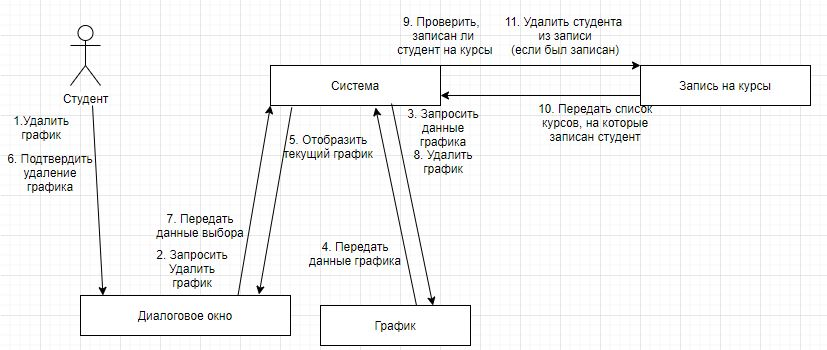 9. Проверить,
записан ли
студент на курсы
11. Удалить студента
из записи
(если был записан)
Студент
Система
Запись на курсы
1.Удалить
график
6. Подтвердить
удаление
графика
5. Отобразить
текущий график
3. Запросить
данные
графика
8. Удалить
график
10. Передать список
курсов, на которые
записан студент
7. Передать
данные выбора
2. Запросить
Удалить
график
4. Передать
данные графика
Диалоговое окно
График